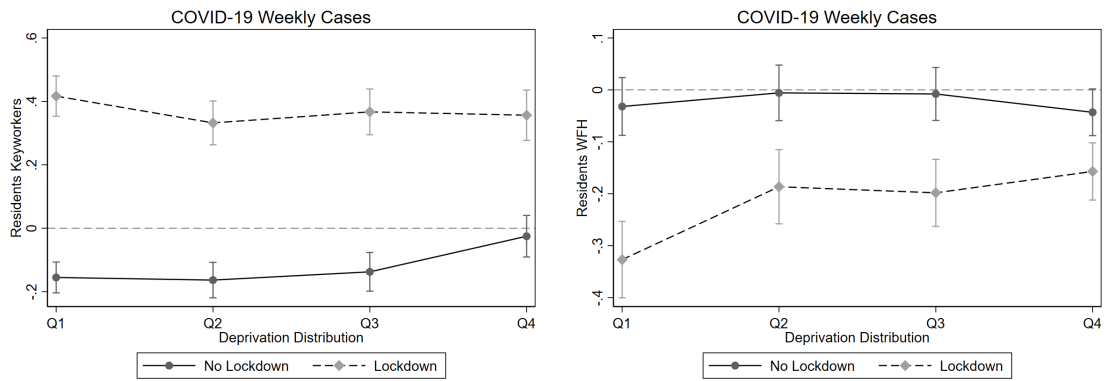 COVID-19 Weekly Cases
Residents Keyworkers
.6
.4
.2
0
-.2
Q1 Q2 Q3 Q4
Deprivation Distribution
No Lockdown Lockdown
COVID-19 Weekly Cases
Residents WFH
.1
0
-.1
-.2
-.3
-.4
Q1 Q2 Q3 Q4
Deprivation Distribution
No Lockdown Lockdown